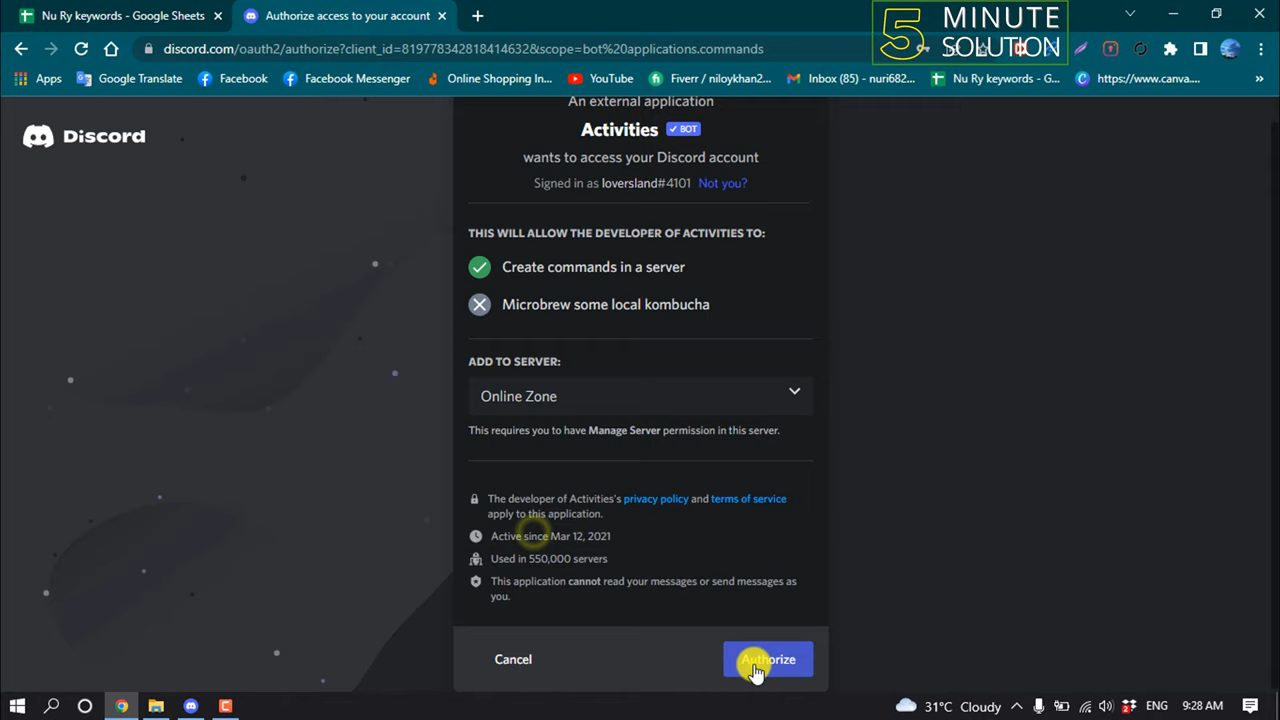 Nu Ry keywords - Google Sheets
Authorize access to your account
5 MINUTE
SOLUTION
discord.com/oauth2/authorize?client_id=819778342818414632&scope=bot%20applications.commands
Apps
Google Translate
Facebook
Facebook Messenger
Online Shopping In...
YouTube
Fiverr / niloykhan2...
Inbox (85) - nuri682...
Nu Ry keywords - G...
https://www.canva....
»
Discord
An external application
Activities BOT
wants to access your Discord account
Signed in as loversland#4101 Not you?
THIS WILL ALLOW THE DEVELOPER OF ACTIVITIES TO:
Create commands in a server
Microbrew some local kombucha
ADD TO SERVER:
Online Zone
This requires you to have Manage Server permission in this server.
The developer of Activities's privacy policy and terms of service
apply to this application.
Active since Mar 12, 2021
Used in 550,000 servers
This application cannot read your messages or send messages as
you.
Cancel
Authorize
31°C Cloudy
ENG
9:28 AM